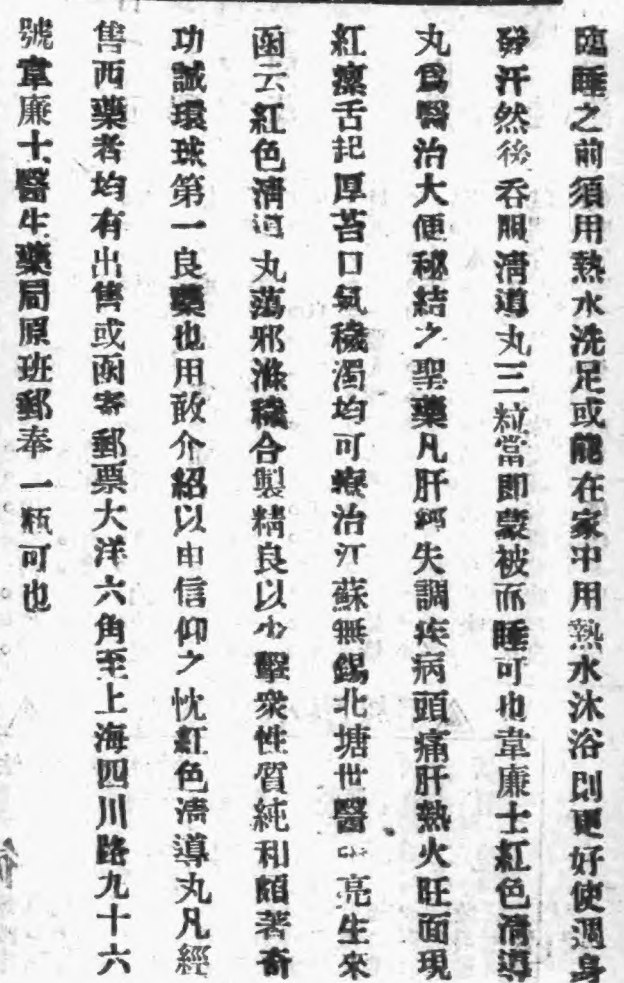 臨睡之前須用熱水洗足或能在家中用熱水沐浴則更好使週身
發汗然後吞服清導丸三粒當即蒙被而睡可也韋廉士紅色清導
丸爲醫治大便秘結之聖藥凡肝經失調疾病頭痛肝熱火旺面現
紅瘰舌起厚苔口氣穢濁均可療治江蘇無錫北塘世醫亮生來
函云紅色清導丸蕩邪滌穢合製精良以少擊衆性質純和頗著奇
功誠環球第一良藥也用敢介紹以申信仰之忱紅色清導丸凡經
售西藥者均有出售或函寄郵票大洋六角至上海四川路九十六
號韋廉士醫生藥局原班郵奉一瓶可也